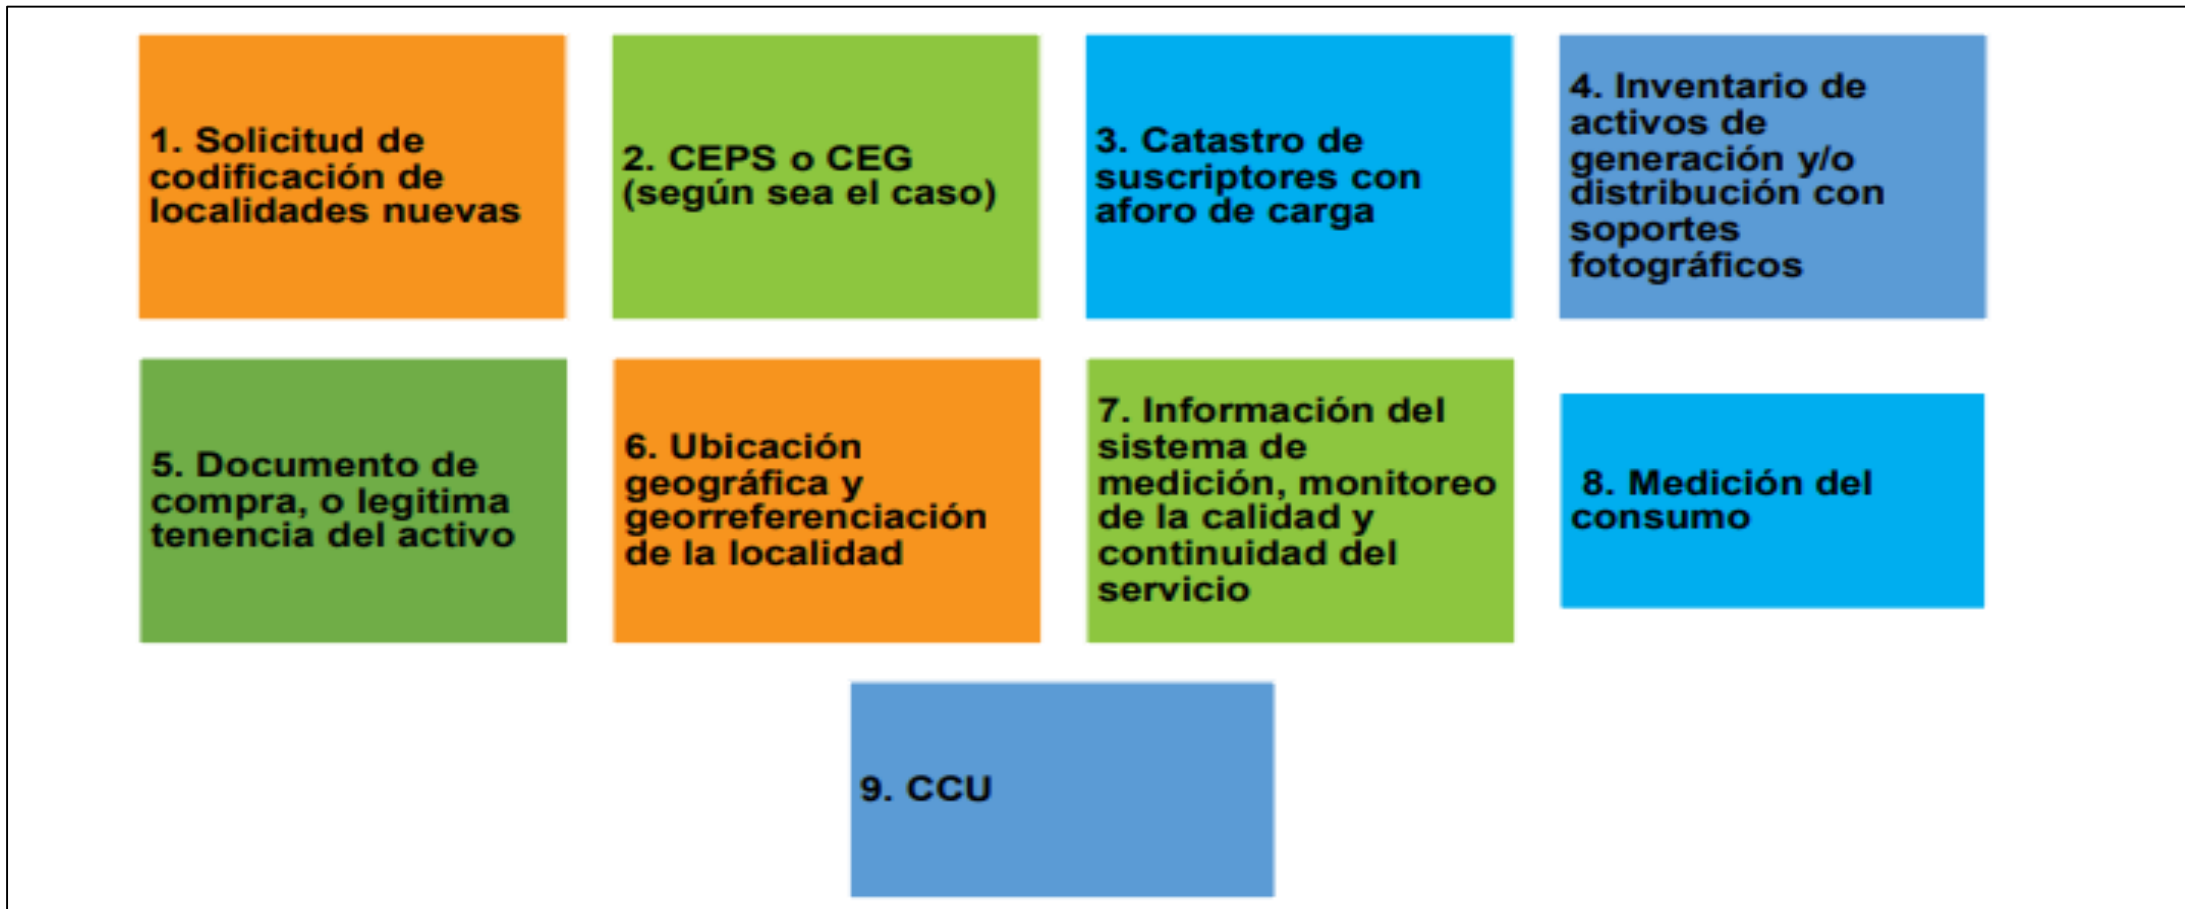 1. Solicitud de
codificación de
localidades nuevas
2. CEPS o CEG
(según sea el caso)
3. Catastro de
suscriptores con
aforo de carga
4. Inventario de
activos de
generación y/o
distribución con
soportes
fotográficos
5. Documento de
compra, o legitima
tenencia del activo
6. Ubicación
geográfica y
georreferenciación
de la localidad
7. Información del
sistema de
medición, monitoreo
de la calidad y
continuidad del
servicio
8. Medición del
consumo
9. CCU